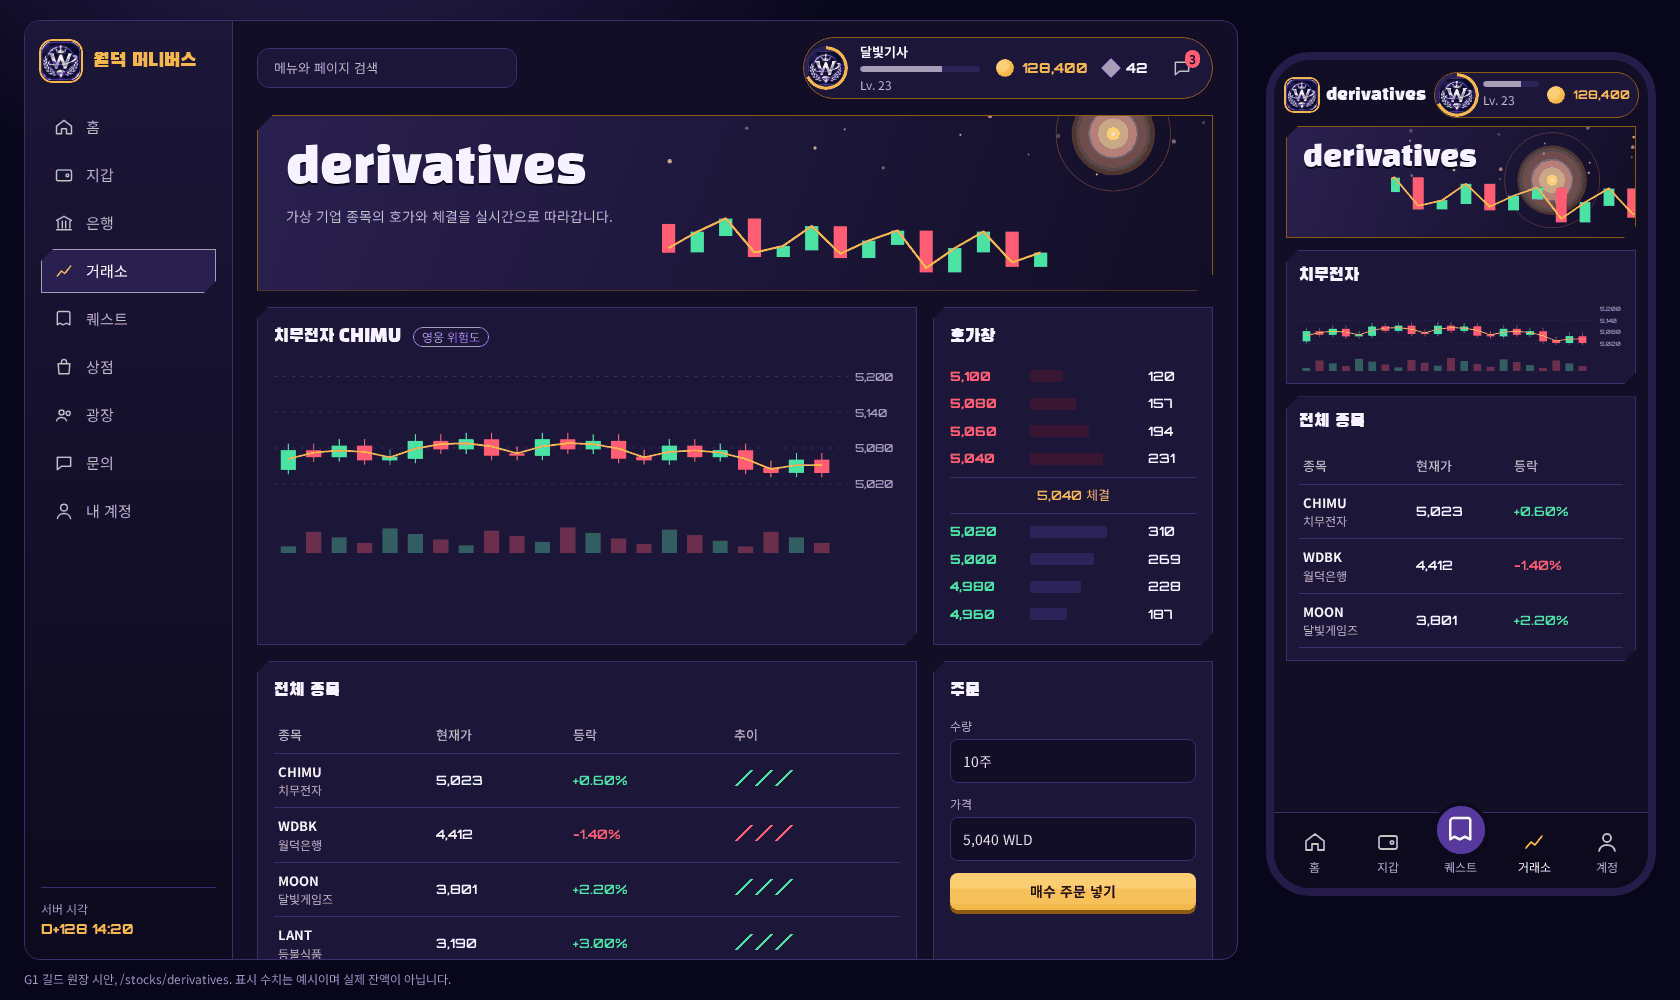 월덕 머니버스
홈
지갑
은행
거래소
퀘스트
상점
광장
문의
내 계정
서버 시각
D+128 14:20
메뉴와 페이지 검색
달빛기사
Lv. 23
128,400
42
3
derivatives
가상 기업 종목의 호가와 체결을 실시간으로 따라갑니다.
치무전자 CHIMU
영웅 위험도
5,200
5,140
5,080
5,020
호가창
5,100 120
5,080 157
5,060 194
5,040 231
5,040 체결
5,020 310
5,000 269
4,980 228
4,960 187
전체 종목
종목 현재가 등락 추이
CHIMU
치무전자
5,023 +0.60%
WDBK
월덕은행
4,412 -1.40%
MOON
달빛게임즈
3,801 +2.20%
LANT
등불식품
3,190 +3.00%
주문
수량
10주
가격
5,040 WLD
매수 주문 넣기
G1 길드 원장 시안, /stocks/derivatives. 표시 수치는 예시이며 실제 잔액이 아닙니다.
derivatives
Lv. 23
128,400
derivatives
치무전자
5,200
5,140
5,080
5,020
전체 종목
종목 현재가 등락
CHIMU
치무전자
5,023 +0.60%
WDBK
월덕은행
4,412 -1.40%
MOON
달빛게임즈
3,801 +2.20%
홈
지갑
퀘스트
거래소
계정